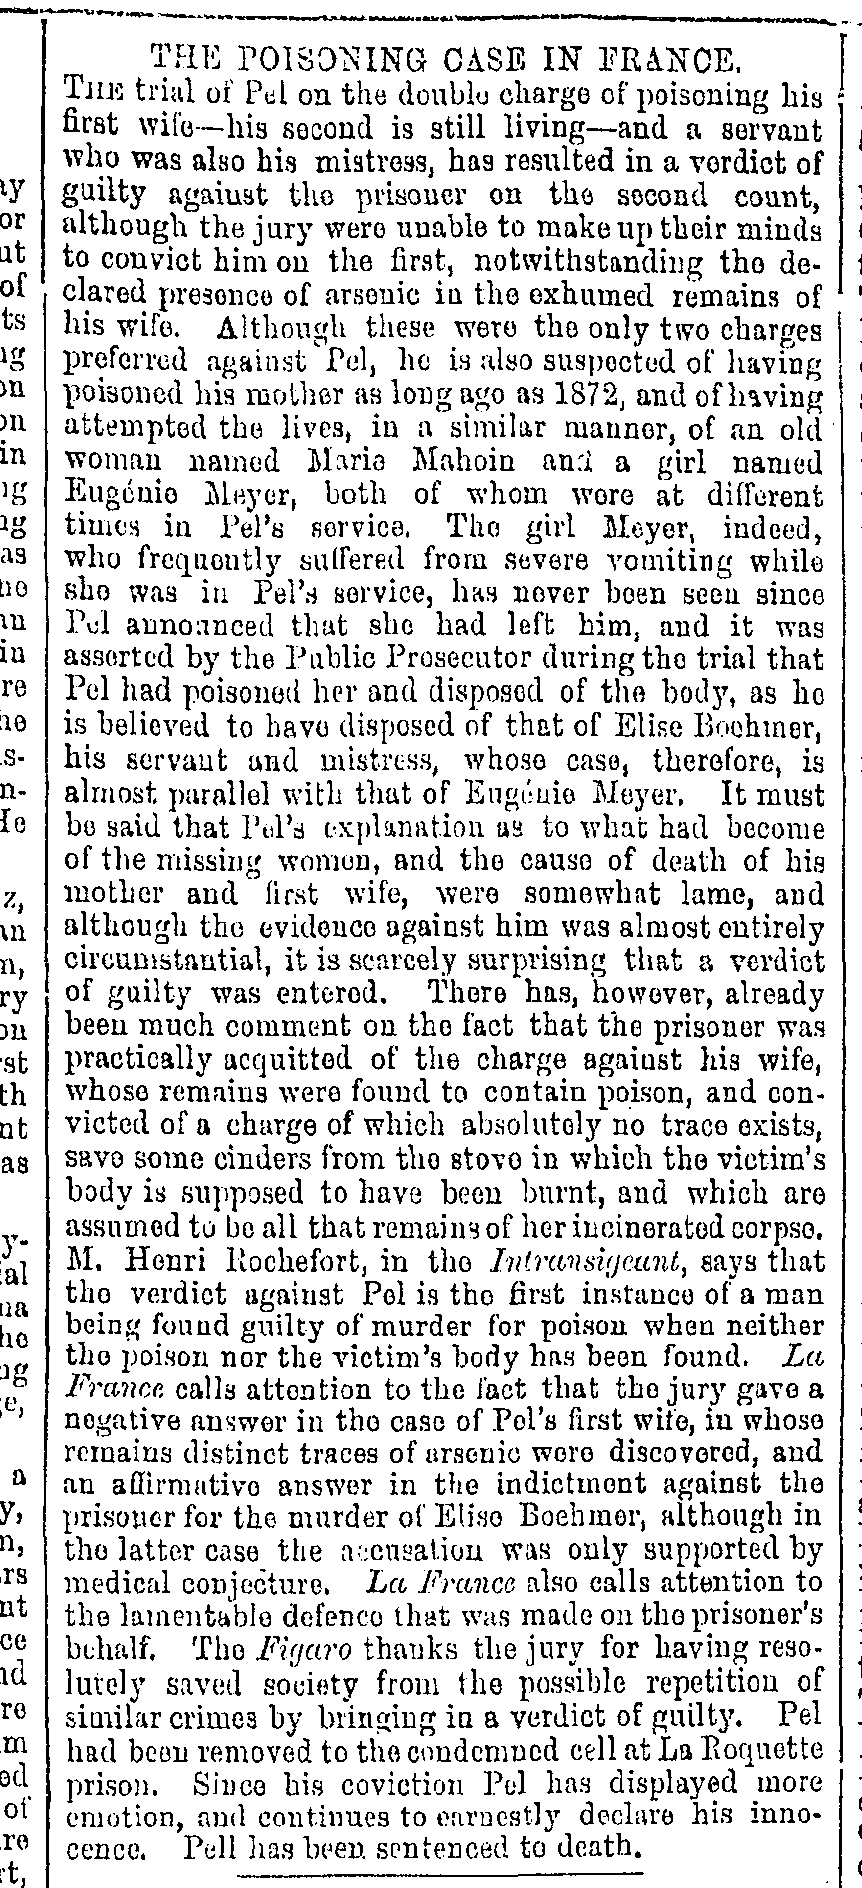 THE POISONING CASE IN FRANCE.
THE trial of Pel on the double charge of poisoning his
first wife—his second is still living—and a servant
who was also his mistress, has resulted in a verdict of
guilty against the prisoner on the second count,
although the jury were unable to make up their minds
to convict him on the first, notwithstanding the de-
clared presence of arsenic in the exhumed remains of
his wife. Although these were the only two charges
preferred against Pel, he is also suspected of having
poisoned his mother as long ago as 1872, and of having
attempted the lives, in a similar manner, of an old
woman named Marie Mahoin and a girl named
Eugénie Meyer, both of whom were at different
times in Pel's service. The girl Meyer, indeed,
who frequently suffered from severe vomiting while
she was in Pel's service, has never been seen since
Pel announced that she had left him, and it was
asserted by the Public Prosecutor during the trial that
Pel had poisoned her and disposed of the body, as he
is believed to have disposed of that of Elise Boehmer,
his servant and mistress, whose case, therefore, is
almost parallel with that of Eugénie Meyer. It must
be said that Pel's explanation as to what had become
of the missing women, and the cause of death of his
mother and first wife, were somewhat lame, and
although the evidence against him was almost entirely
circumstantial, it is scarcely surprising that a verdict
of guilty was entered. There has, however, already
been much comment on the fact that the prisoner was
practically acquitted of the charge against his wife,
whose remains were found to contain poison, and con-
victed of a charge of which absolutely no trace exists,
save some cinders from the stove in which the victim's
body is supposed to have been burnt, and which are
assumed to be all that remains of her incinerated corpse.
M. Henri Rochefort, in the Intransigeant, says that
the verdict against Pel is the first instance of a man
being found guilty of murder for poison when neither
the poison nor the victim's body has been found. La
France calls attention to the fact that the jury gave a
negative answer in the case of Pel's first wife, in whose
remains distinct traces of arsenic were discovered, and
an affirmative answer in the indictment against the
prisoner for the murder of Elise Boehmer, although in
the latter case the accusation was only supported by
medical conjecture. La France also calls attention to
the lamentable defence that was made on the prisoner's
behalf. The Figaro thanks the jury for having reso-
lutely saved society from the possible repetition of
similar crimes by bringing in a verdict of guilty. Pel
had been removed to the condemned cell at La Roquette
prison. Since his coviction Pel has displayed more
emotion, and continues to earnestly declare his inno-
cence. Pell has been sentenced to death.